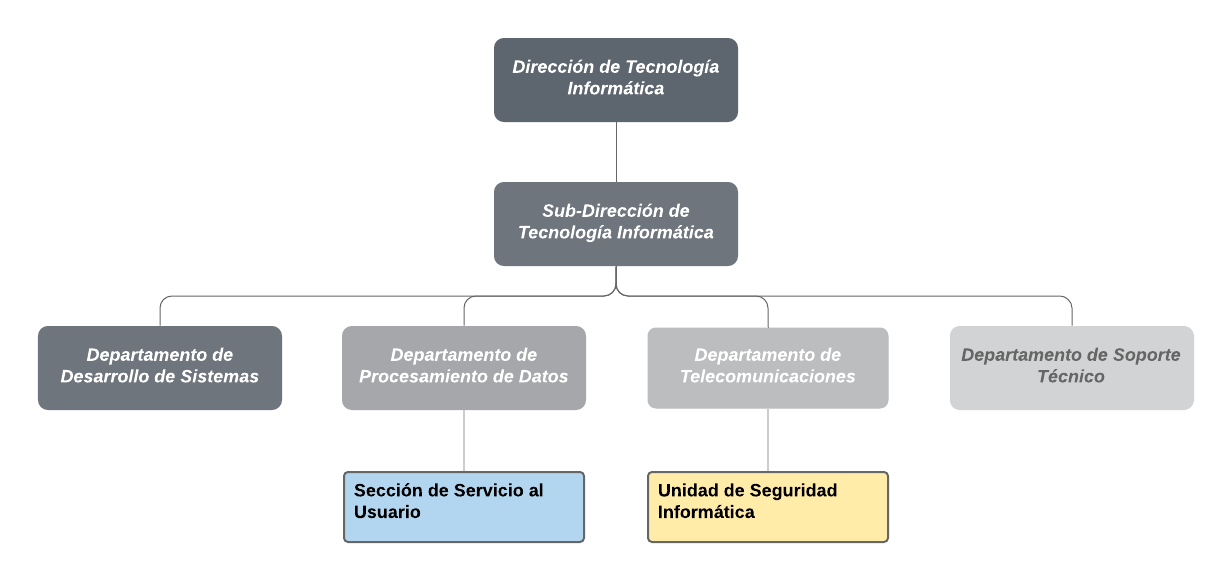 Dirección de Tecnología
Informática
Sub-Dirección de
Tecnología Informática
Departamento de
Desarrollo de Sistemas
Departamento de
Procesamiento de Datos
Departamento de
Telecomunicaciones
Departamento de Soporte
Técnico
Sección de Servicio al
Usuario
Unidad de Seguridad
Informática